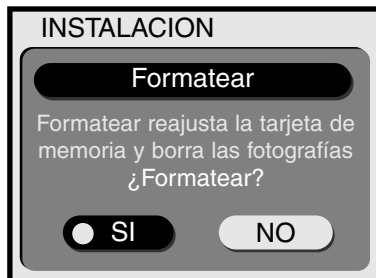 INSTALACION
Formatear
Formatear reajusta la tarjeta de
memoria y borra las fotografías
¿Formatear?
SI
NO